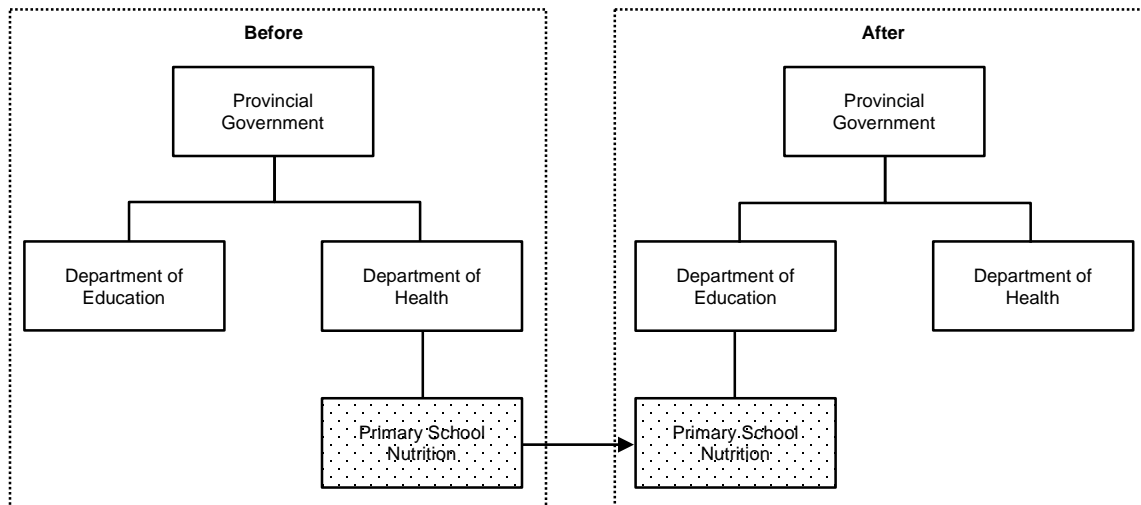 Before
Provincial
Government
Department of
Education
Department of
Health
Primary School
Nutrition
After
Provincial
Government
Department of
Education
Department of
Health
Primary School
Nutrition